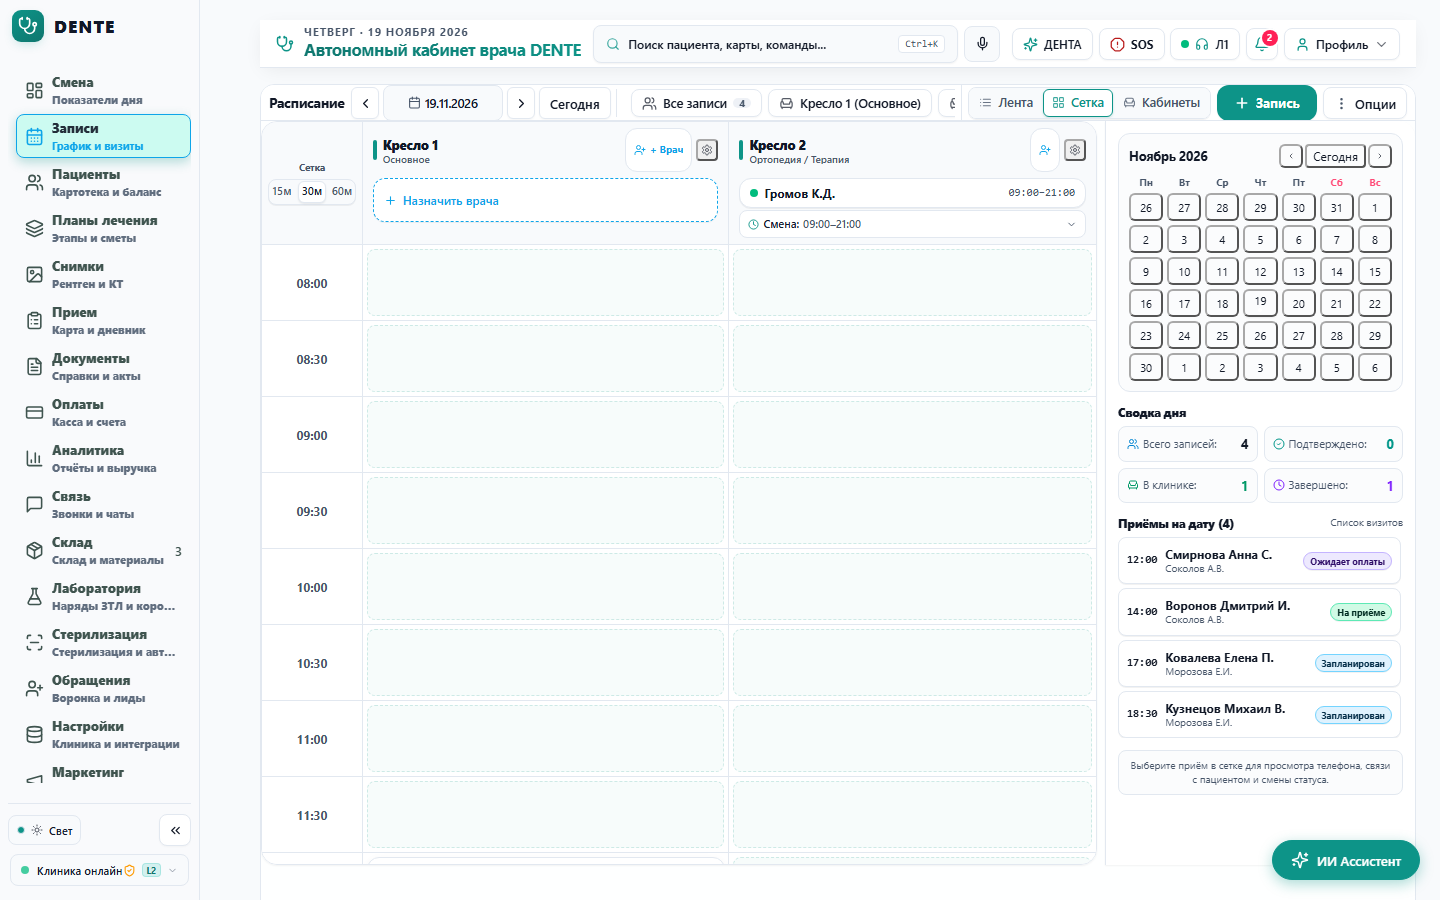 DENTE
Смена
Показатели дня
Записи
График и визиты
Пациенты
Картотека и баланс
Планы лечения
Этапы и сметы
Снимки
Рентген и КТ
Прием
Карта и дневник
Документы
Справки и акты
Оплаты
Касса и счета
Аналитика
Отчёты и выручка
Связь
Звонки и чаты
Склад
Склад и материалы
3
Лаборатория
Наряды ЗТЛ и коро...
Стерилизация
Стерилизация и авт...
Обращения
Воронка и лиды
Настройки
Клиника и интеграции
Маркетинг
Свет
Клиника онлайн L2
ЧЕТВЕРГ · 19 НОЯБРЯ 2026
Автономный кабинет врача DENTE
Поиск пациента, карты, команды... Ctrl+K
ДЕНТА
SOS
Л1
2
Профиль
Расписание
19.11.2026
Сегодня
Все записи 4
Кресло 1 (Основное)
Лента
Сетка
Кабинеты
Запись
Опции
Сетка
15м 30м 60м
Кресло 1
Основное
+ Врач
+ Назначить врача
Кресло 2
Ортопедия / Терапия
Громов К.Д. 09:00–21:00
Смена: 09:00–21:00
08:00
08:30
09:00
09:30
10:00
10:30
11:00
11:30
Ноябрь 2026
‹ Сегодня ›
Пн Вт Ср Чт Пт Сб Вс
26 27 28 29 30 31 1
2 3 4 5 6 7 8
9 10 11 12 13 14 15
16 17 18 19 20 21 22
23 24 25 26 27 28 29
30 1 2 3 4 5 6
Сводка дня
Всего записей: 4
Подтверждено: 0
В клинике: 1
Завершено: 1
Приёмы на дату (4)
Список визитов
12:00 Смирнова Анна С. Ожидает оплаты
Соколов А.В.
14:00 Воронов Дмитрий И. На приёме
Соколов А.В.
17:00 Ковалева Елена П. Запланирован
Морозова Е.И.
18:30 Кузнецов Михаил В. Запланирован
Морозова Е.И.
Выберите приём в сетке для просмотра телефона, связи
с пациентом и смены статуса.
ИИ Ассистент